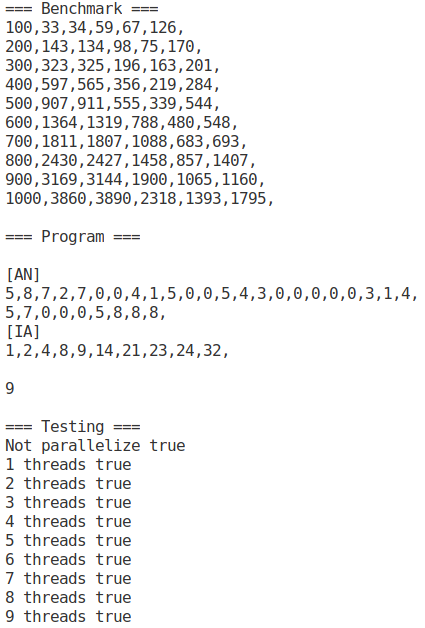 === Benchmark ===
100,33,34,59,67,126,
200,143,134,98,75,170,
300,323,325,196,163,201,
400,597,565,356,219,284,
500,907,911,555,339,544,
600,1364,1319,788,480,548,
700,1811,1807,1088,683,693,
800,2430,2427,1458,857,1407,
900,3169,3144,1900,1065,1160,
1000,3860,3890,2318,1393,1795,
=== Program ===
[AN]
5,8,7,2,7,0,0,4,1,5,0,0,5,4,3,0,0,0,0,0,3,1,4,
5,7,0,0,0,5,8,8,8,
[IA]
1,2,4,8,9,14,21,23,24,32,
9
=== Testing ===
Not parallelize true
1 threads true
2 threads true
3 threads true
4 threads true
5 threads true
6 threads true
7 threads true
8 threads true
9 threads true